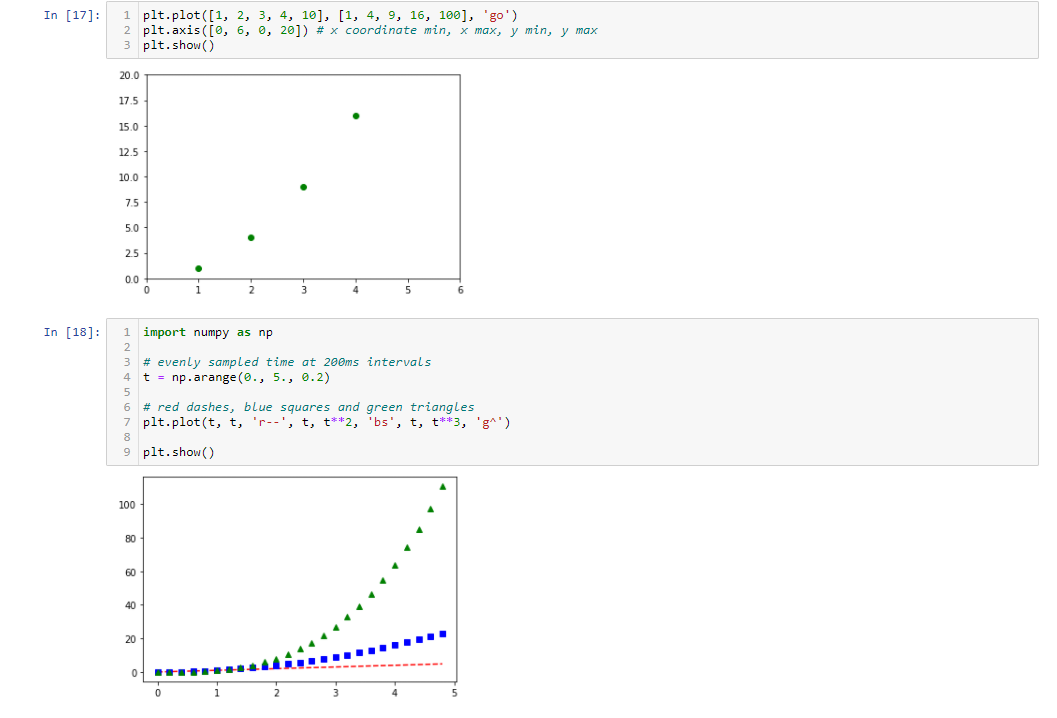 In [17]:
1 plt.plot([1, 2, 3, 4, 10], [1, 4, 9, 16, 100], 'go')
2 plt.axis([0, 6, 0, 20]) # x coordinate min, x max, y min, y max
3 plt.show()
20.0
17.5
15.0
12.5
10.0
7.5
5.0
2.5
0.0
0 1 2 3 4 5 6
In [18]:
1 import numpy as np
2
3 # evenly sampled time at 200ms intervals
4 t = np.arange(0., 5., 0.2)
5
6 # red dashes, blue squares and green triangles
7 plt.plot(t, t, 'r--', t, t**2, 'bs', t, t**3, 'g^')
8
9 plt.show()
100
80
60
40
20
0
0 1 2 3 4 5